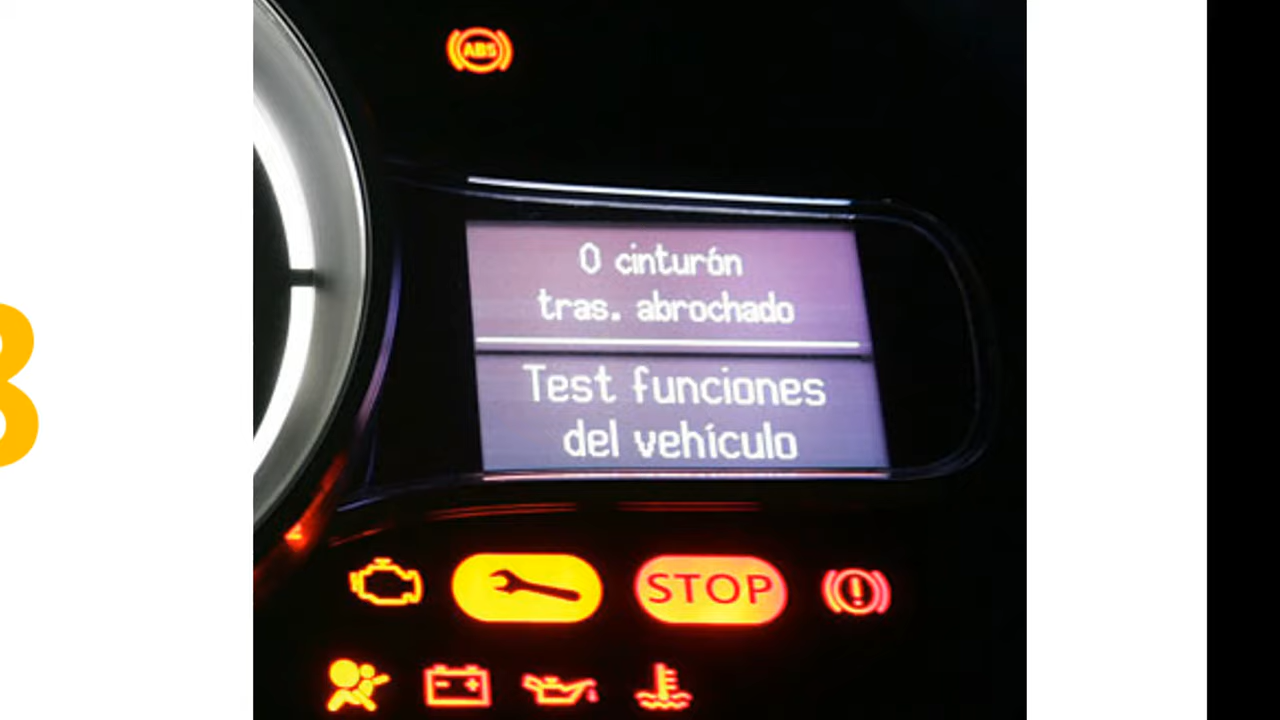 ABS
0 cinturón
tras. abrochado
Test funciones
del vehículo
STOP